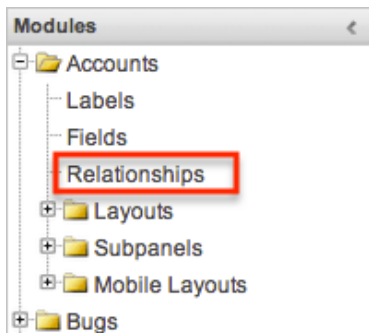 Modules
Accounts
Labels
Fields
Relationships
Layouts
Subpanels
Mobile Layouts
Bugs